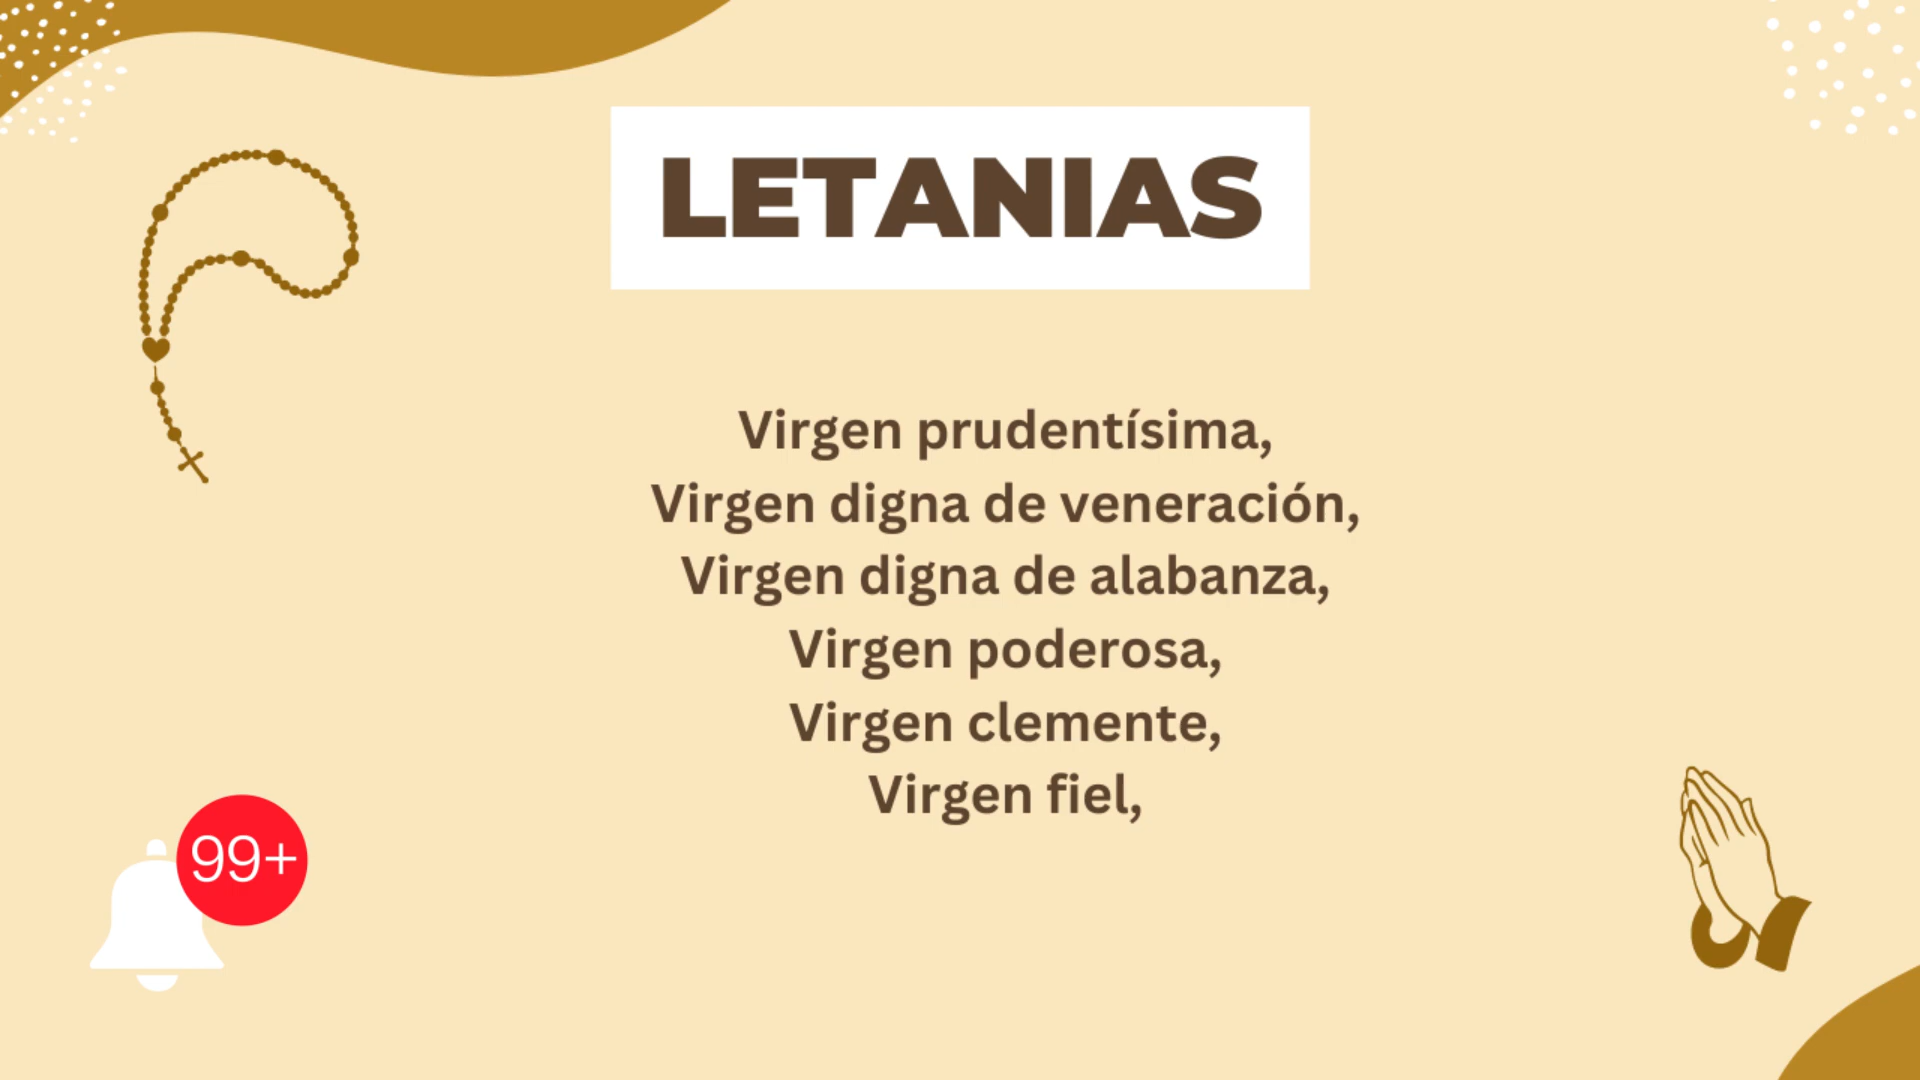 LETANIAS
Virgen prudentísima,
Virgen digna de veneración,
Virgen digna de alabanza,
Virgen poderosa,
Virgen clemente,
Virgen fiel,
99+